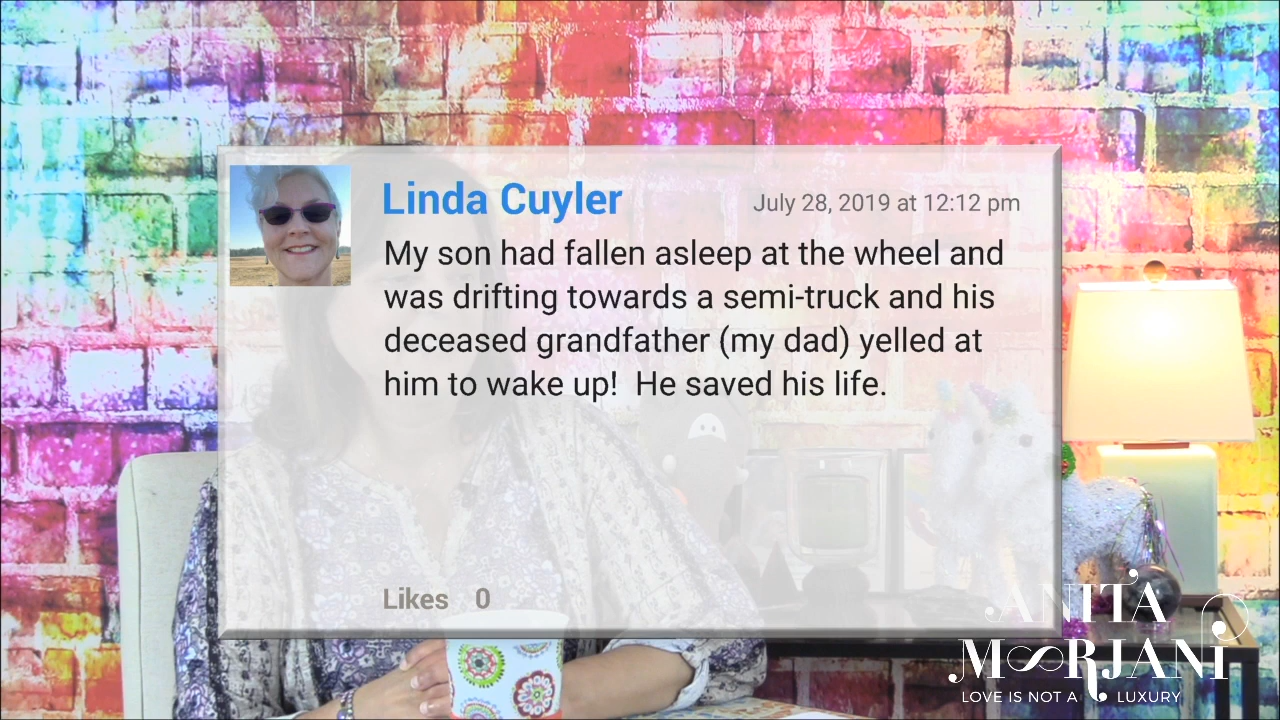 Linda Cuyler
July 28, 2019 at 12:12 pm
My son had fallen asleep at the wheel and
was drifting towards a semi-truck and his
deceased grandfather (my dad) yelled at
him to wake up!  He saved his life.
Likes 0
ANITA
MOORJANI
LOVE IS NOT A LUXURY